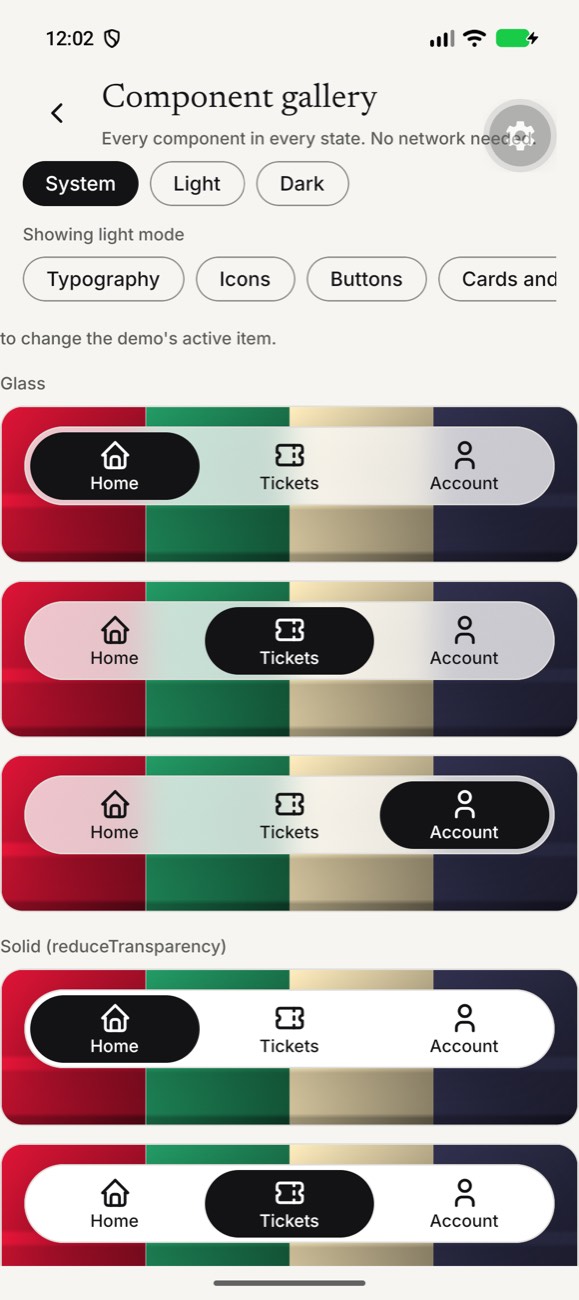 12:02
Component gallery
Every component in every state. No network needed.
System
Light
Dark
Showing light mode
Typography
Icons
Buttons
Cards and
to change the demo's active item.
Glass
Home
Tickets
Account
Home
Tickets
Account
Home
Tickets
Account
Solid (reduceTransparency)
Home
Tickets
Account
Home
Tickets
Account